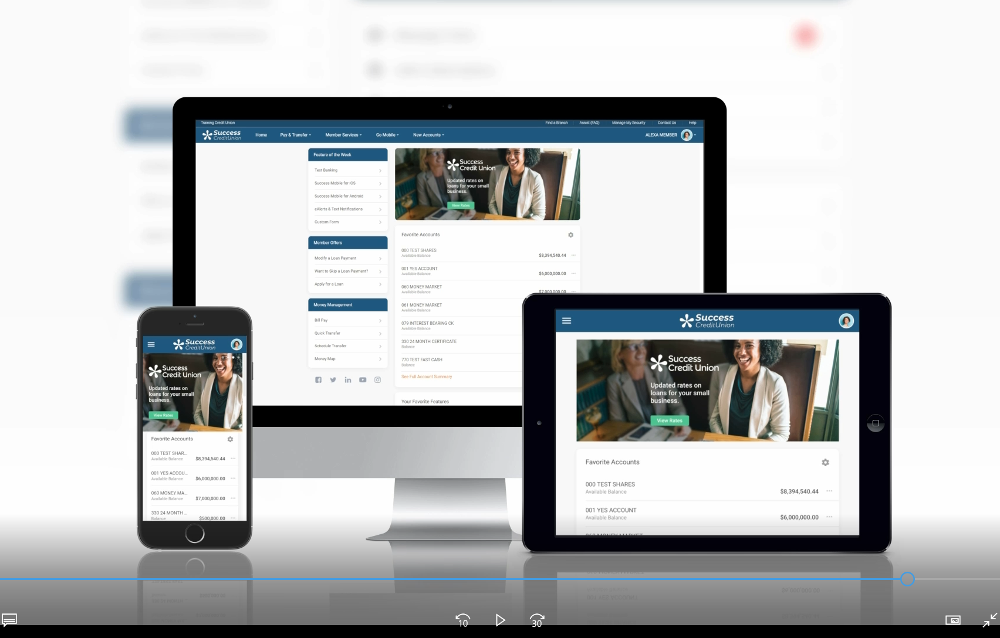 Training Credit Union
Find a Branch
Assist (FAQ)
Manage My Security
Contact Us
Help
Success
CreditUnion
Home
Pay & Transfer
Member Services
Go Mobile
New Accounts
ALEXA MEMBER
Feature of the Week
Text Banking
Success Mobile for iOS
Success Mobile for Android
eAlerts & Text Notifications
Custom Form
Member Offers
Modify a Loan Payment
Want to Skip a Loan Payment?
Apply for a Loan
Money Management
Bill Pay
Quick Transfer
Schedule Transfer
Money Map
Success
Credit Union
Updated rates on
loans for your small
business.
View Rates
Favorite Accounts
000 TEST SHARES
Available Balance
$8,394,540.44
001 YES ACCOUNT
Available Balance
$6,000,000.00
060 MONEY MARKET
Available Balance
$7,000,000.00
061 MONEY MARKET
Available Balance
079 INTEREST BEARING CK
Available Balance
330 24 MONTH CERTIFICATE
Balance
770 TEST FAST CASH
Balance
See Full Account Summary
Your Favorite Features
Success
CreditUnion
Success
Credit Union
Updated rates on
loans for your small
business.
View Rates
Favorite Accounts
000 TEST SHAR...
Available Balance
$8,394,540.44
001 YES ACCOU...
Available Balance
$6,000,000.00
060 MONEY MA...
Available Balance
$7,000,000.00
330 24 MONTH ...
Balance
$500,000.00
Success
CreditUnion
Success
Credit Union
Updated rates on
loans for your small
business.
View Rates
Favorite Accounts
000 TEST SHARES
Available Balance
$8,394,540.44
001 YES ACCOUNT
Available Balance
$6,000,000.00
060 MONEY MARKET
10
30